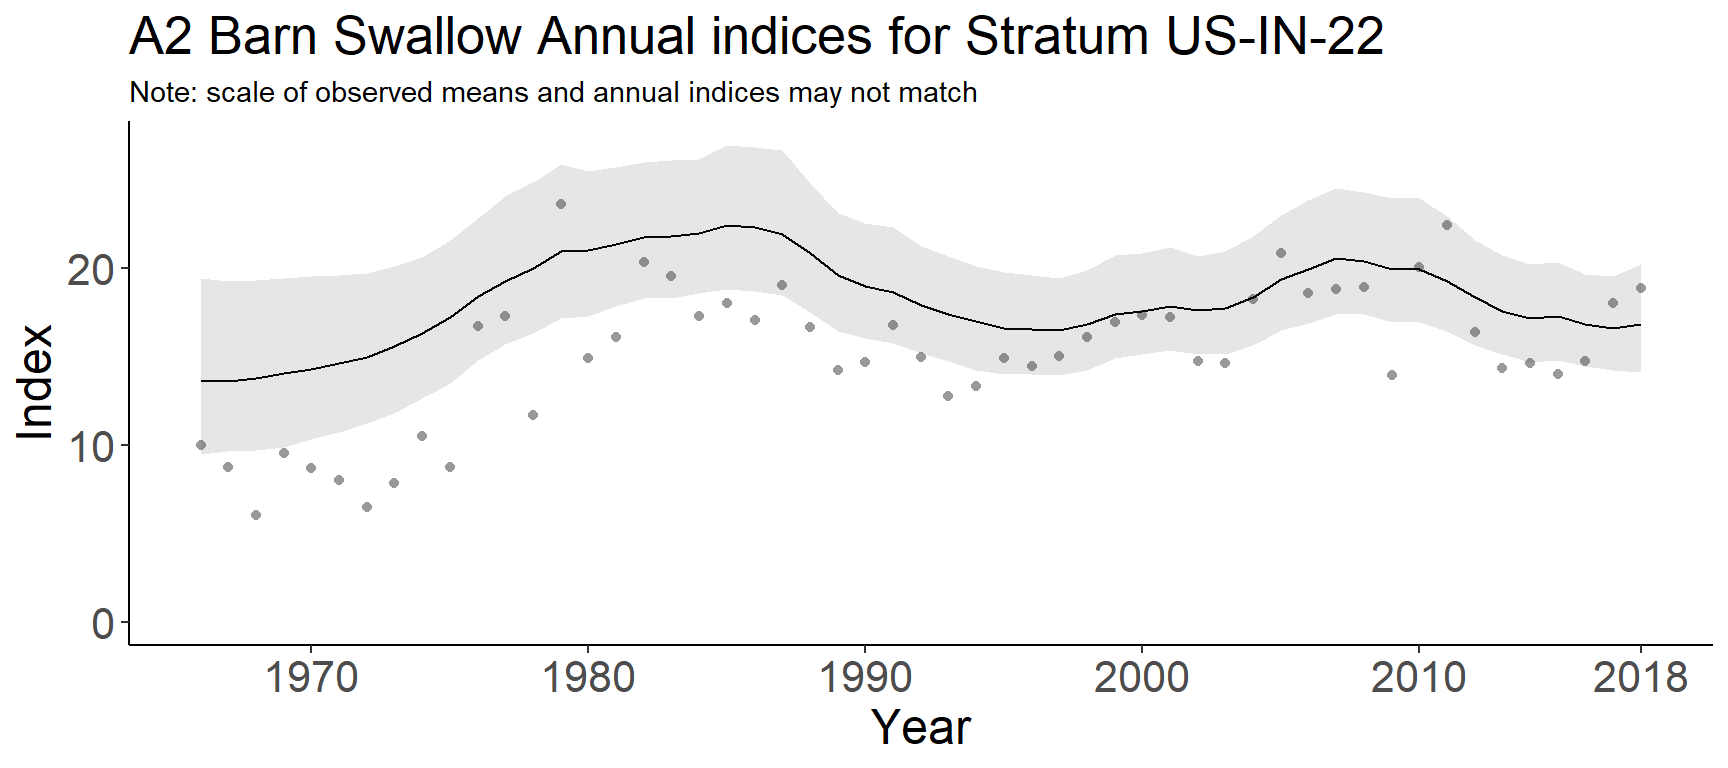 A2 Barn Swallow Annual indices for Stratum US-IN-22
Note: scale of observed means and annual indices may not match
20
10
0
Index
1970 1980 1990 2000 2010 2018
Year